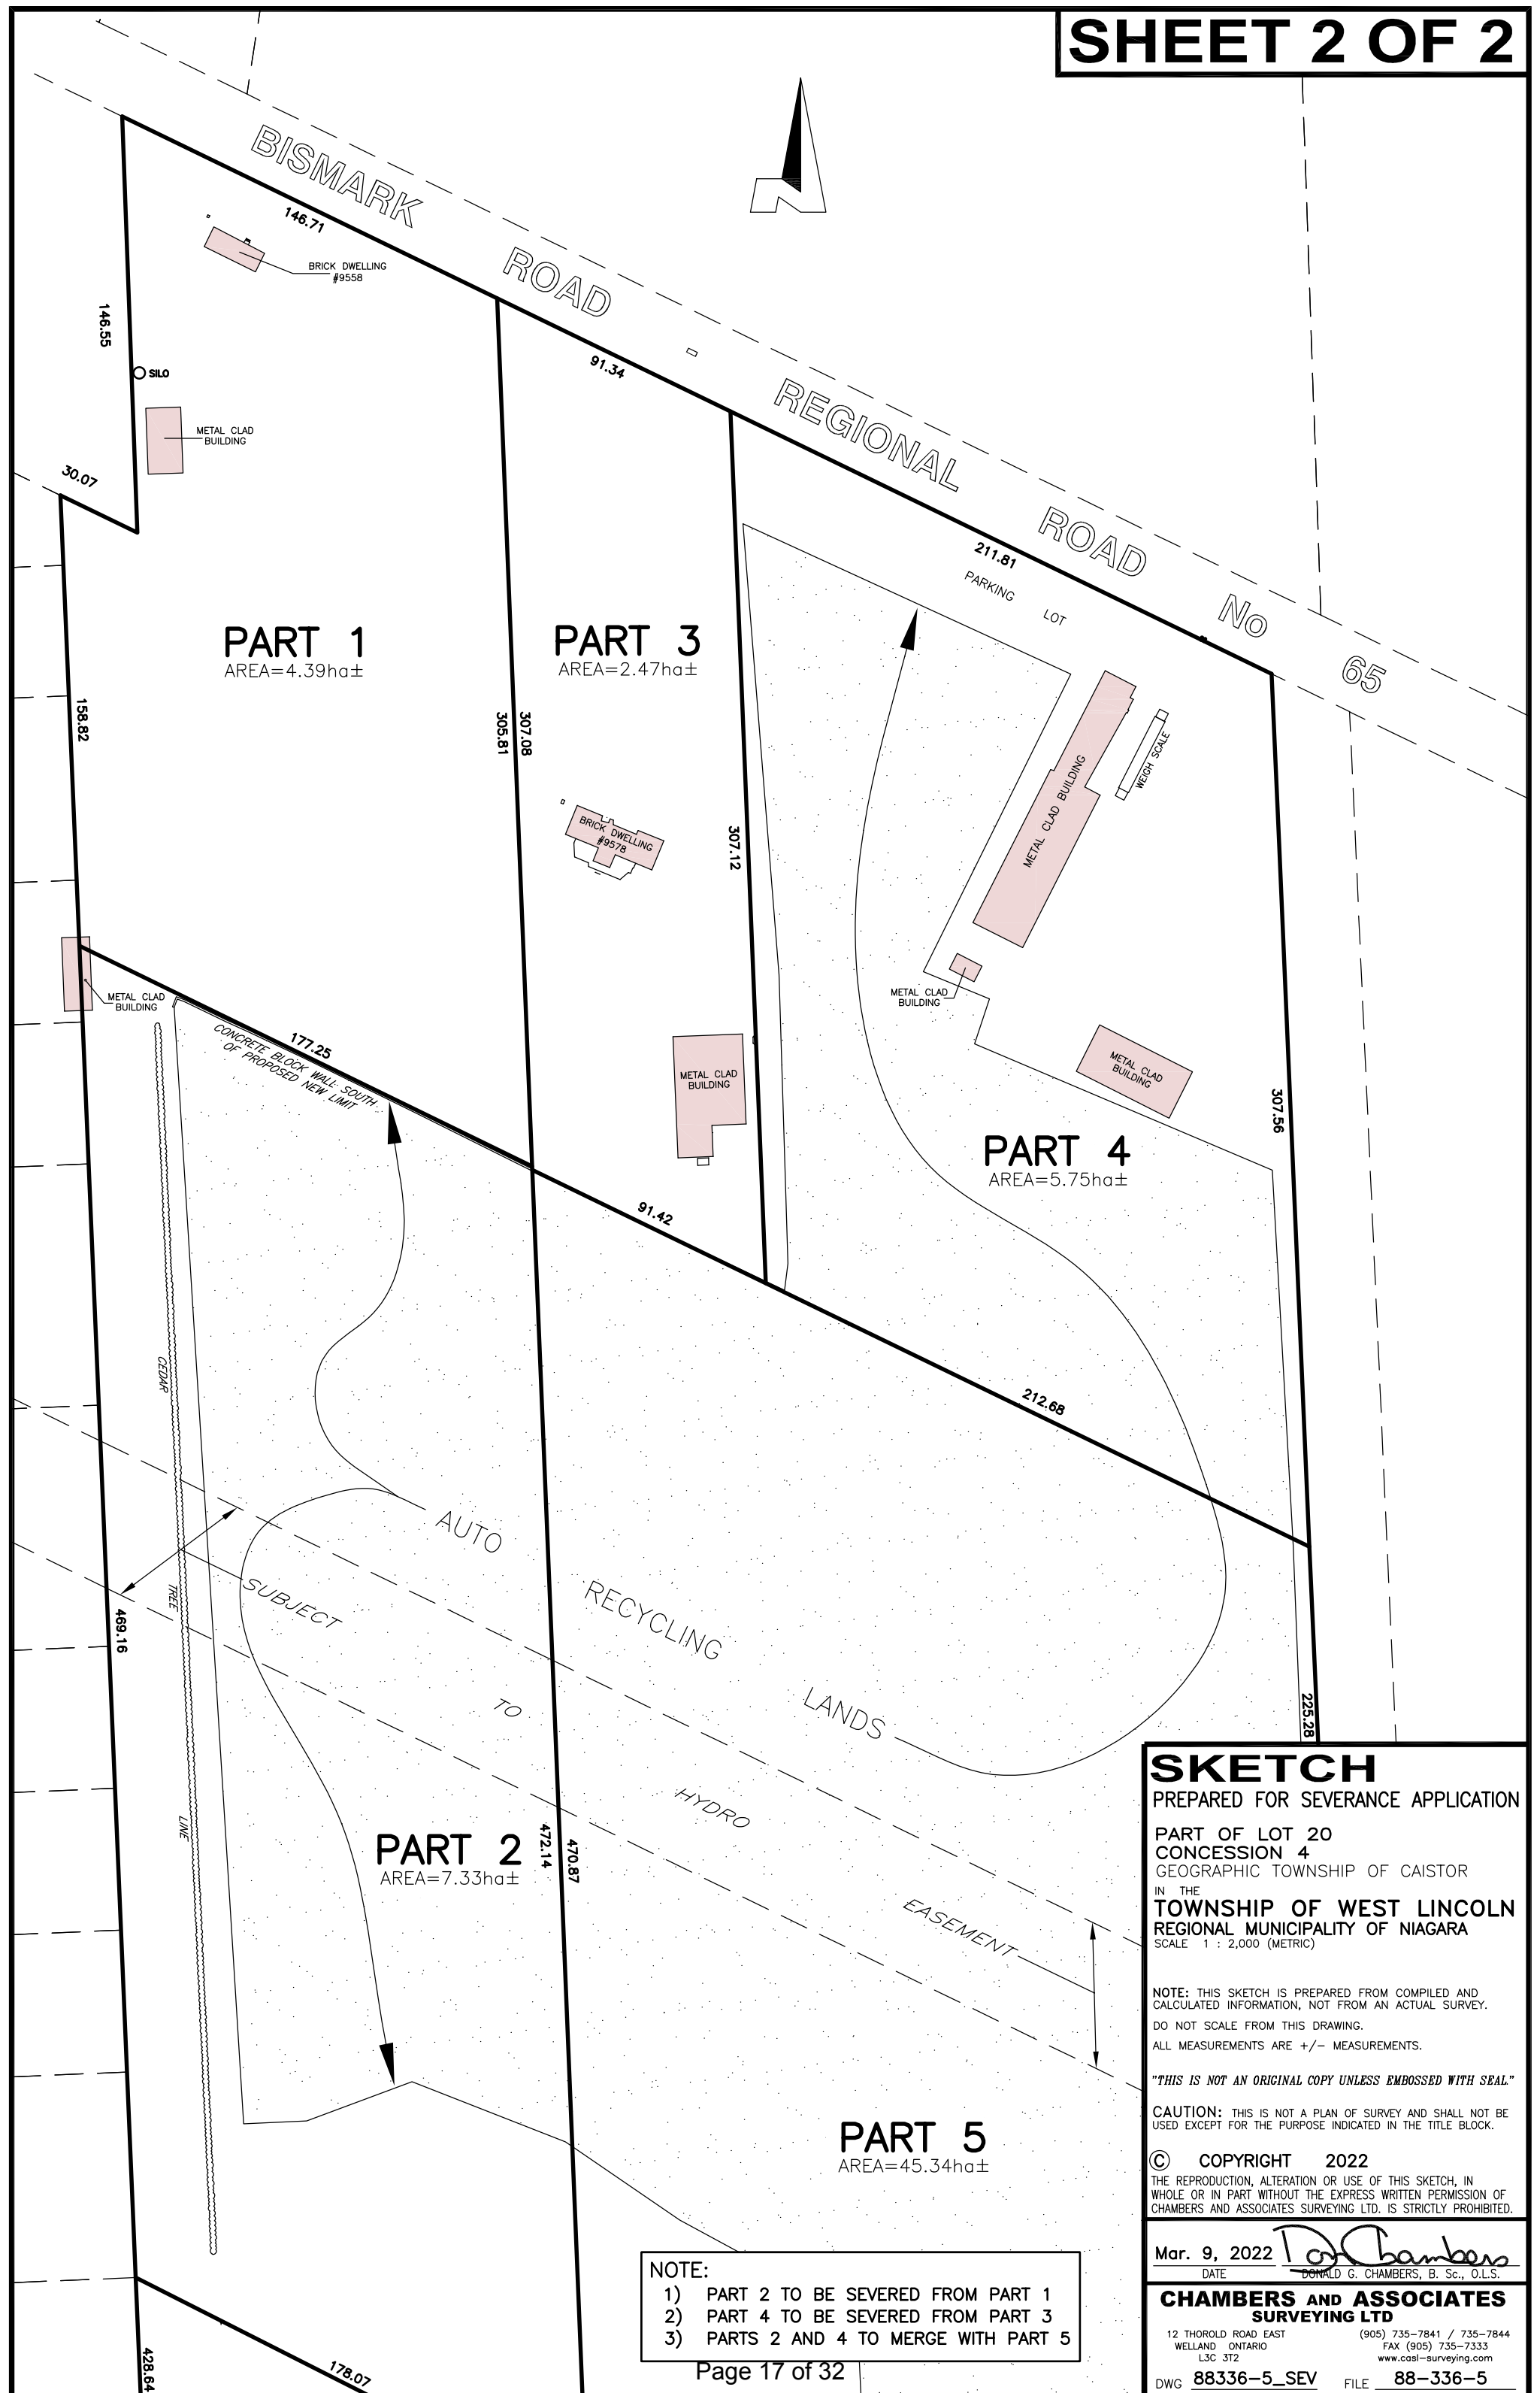 SHEET 2 OF 2
BISMARK ROAD REGIONAL ROAD No 65
146.71
BRICK DWELLING
#9558
146.55
SILO
METAL CLAD
BUILDING
30.07
91.34
211.81
PARKING LOT
PART 1
AREA=4.39ha±
PART 3
AREA=2.47ha±
158.82
305.81
307.08
307.12
BRICK DWELLING
#9578
METAL CLAD BUILDING
WEIGH SCALE
METAL CLAD
BUILDING
METAL CLAD
BUILDING
METAL CLAD
BUILDING
177.25
CONCRETE BLOCK WALL SOUTH
OF PROPOSED NEW LIMIT
METAL CLAD
BUILDING
307.56
PART 4
AREA=5.75ha±
91.42
212.68
CEDAR TREE LINE
AUTO RECYCLING LANDS
SUBJECT TO HYDRO EASEMENT
469.16
225.28
472.14
470.87
PART 2
AREA=7.33ha±
PART 5
AREA=45.34ha±
428.64
178.07
NOTE:
1) PART 2 TO BE SEVERED FROM PART 1
2) PART 4 TO BE SEVERED FROM PART 3
3) PARTS 2 AND 4 TO MERGE WITH PART 5
Page 17 of 32
SKETCH
PREPARED FOR SEVERANCE APPLICATION
PART OF LOT 20
CONCESSION 4
GEOGRAPHIC TOWNSHIP OF CAISTOR
IN THE
TOWNSHIP OF WEST LINCOLN
REGIONAL MUNICIPALITY OF NIAGARA
SCALE 1 : 2,000 (METRIC)
NOTE: THIS SKETCH IS PREPARED FROM COMPILED AND
CALCULATED INFORMATION, NOT FROM AN ACTUAL SURVEY.
DO NOT SCALE FROM THIS DRAWING.
ALL MEASUREMENTS ARE +/- MEASUREMENTS.
"THIS IS NOT AN ORIGINAL COPY UNLESS EMBOSSED WITH SEAL"
CAUTION: THIS IS NOT A PLAN OF SURVEY AND SHALL NOT BE
USED EXCEPT FOR THE PURPOSE INDICATED IN THE TITLE BLOCK.
© COPYRIGHT 2022
THE REPRODUCTION, ALTERATION OR USE OF THIS SKETCH, IN
WHOLE OR IN PART WITHOUT THE EXPRESS WRITTEN PERMISSION OF
CHAMBERS AND ASSOCIATES SURVEYING LTD. IS STRICTLY PROHIBITED.
Mar. 9, 2022 Don Chambers
DATE DONALD G. CHAMBERS, B. Sc., O.L.S.
CHAMBERS AND ASSOCIATES
SURVEYING LTD
12 THOROLD ROAD EAST (905) 735-7841 / 735-7844
WELLAND ONTARIO FAX (905) 735-7333
L3C 3T2 www.casl-surveying.com
DWG 88336-5_SEV FILE 88-336-5